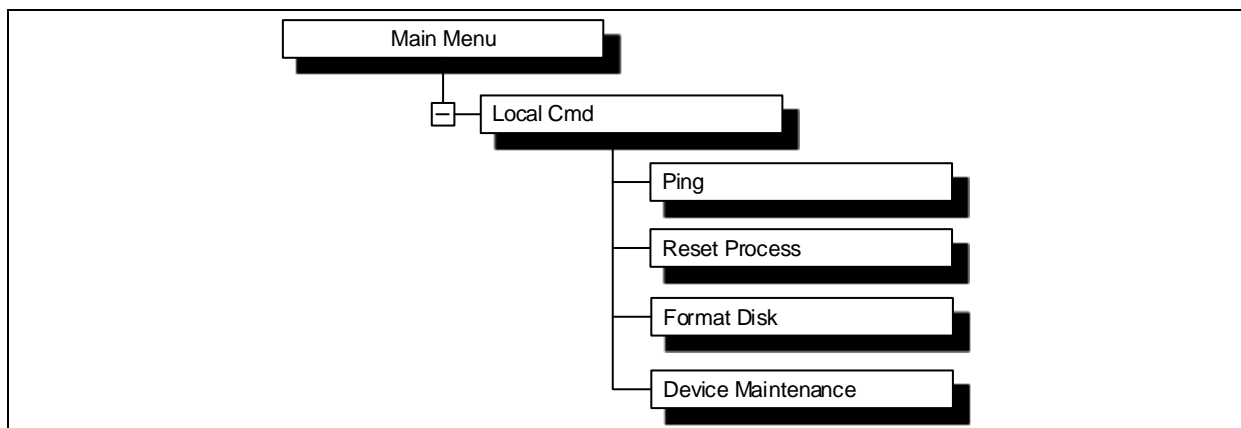 Main Menu
Local Cmd
Ping
Reset Process
Format Disk
Device Maintenance